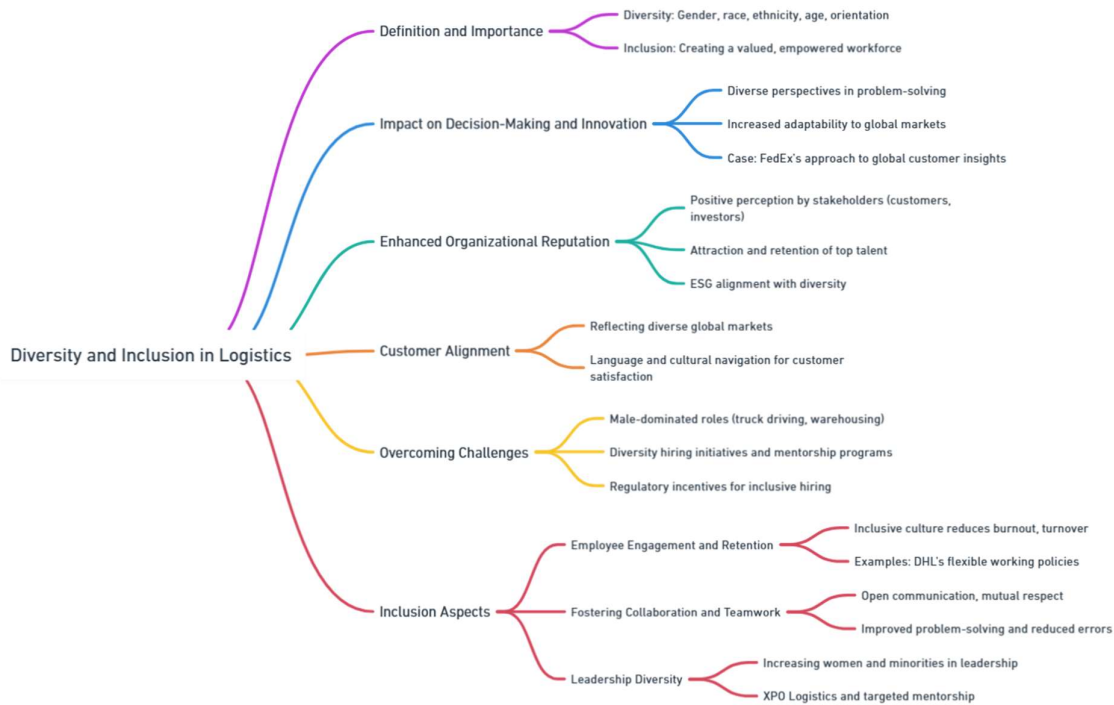 Diversity and Inclusion in Logistics
Definition and Importance
Diversity: Gender, race, ethnicity, age, orientation
Inclusion: Creating a valued, empowered workforce
Impact on Decision-Making and Innovation
Diverse perspectives in problem-solving
Increased adaptability to global markets
Case: FedEx's approach to global customer insights
Enhanced Organizational Reputation
Positive perception by stakeholders (customers,
investors)
Attraction and retention of top talent
ESG alignment with diversity
Customer Alignment
Reflecting diverse global markets
Language and cultural navigation for customer
satisfaction
Overcoming Challenges
Male-dominated roles (truck driving, warehousing)
Diversity hiring initiatives and mentorship programs
Regulatory incentives for inclusive hiring
Inclusion Aspects
Employee Engagement and Retention
Inclusive culture reduces burnout, turnover
Examples: DHL's flexible working policies
Fostering Collaboration and Teamwork
Open communication, mutual respect
Improved problem-solving and reduced errors
Leadership Diversity
Increasing women and minorities in leadership
XPO Logistics and targeted mentorship